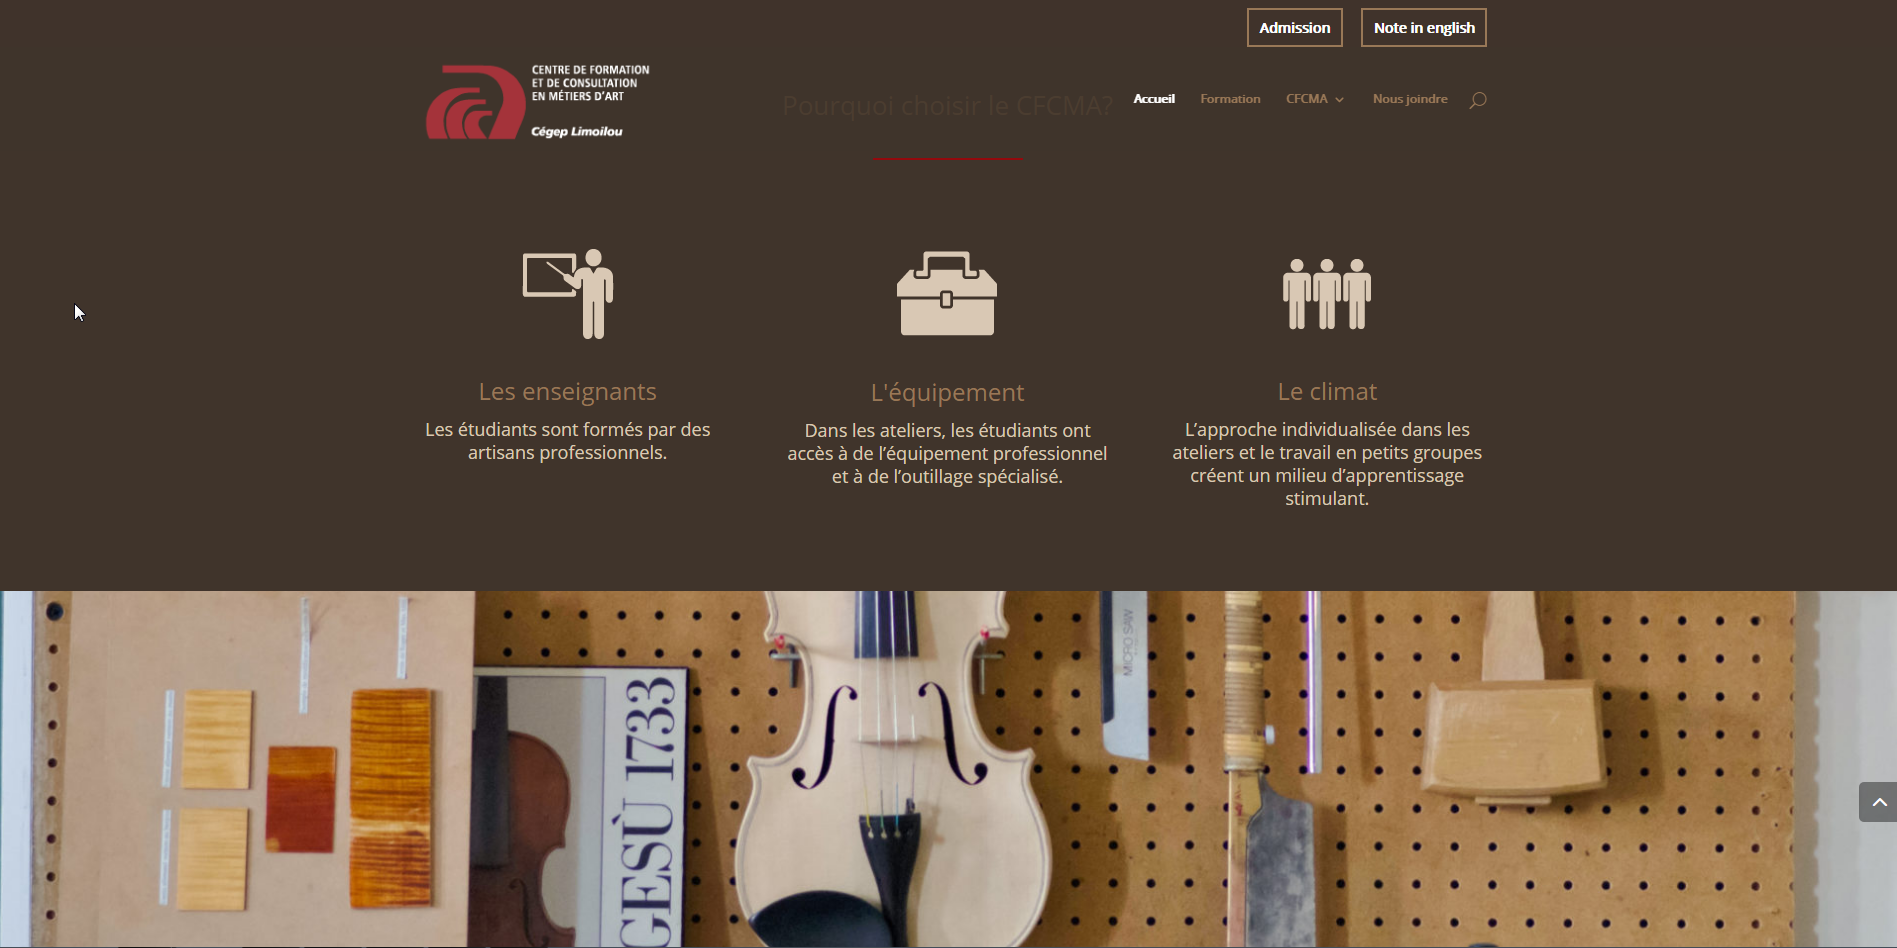 Admission
Note in english
CENTRE DE FORMATION
ET DE CONSULTATION
EN MÉTIERS D'ART
Cégep Limoilou
Pourquoi choisir le CFCMA?
Accueil
Formation
CFCMA
Nous joindre
Les enseignants
Les étudiants sont formés par des
artisans professionnels.
L'équipement
Dans les ateliers, les étudiants ont
accès à de l’équipement professionnel
et à de l’outillage spécialisé.
Le climat
L’approche individualisée dans les
ateliers et le travail en petits groupes
créent un milieu d’apprentissage
stimulant.
GESÙ 1733
MICRO SAW